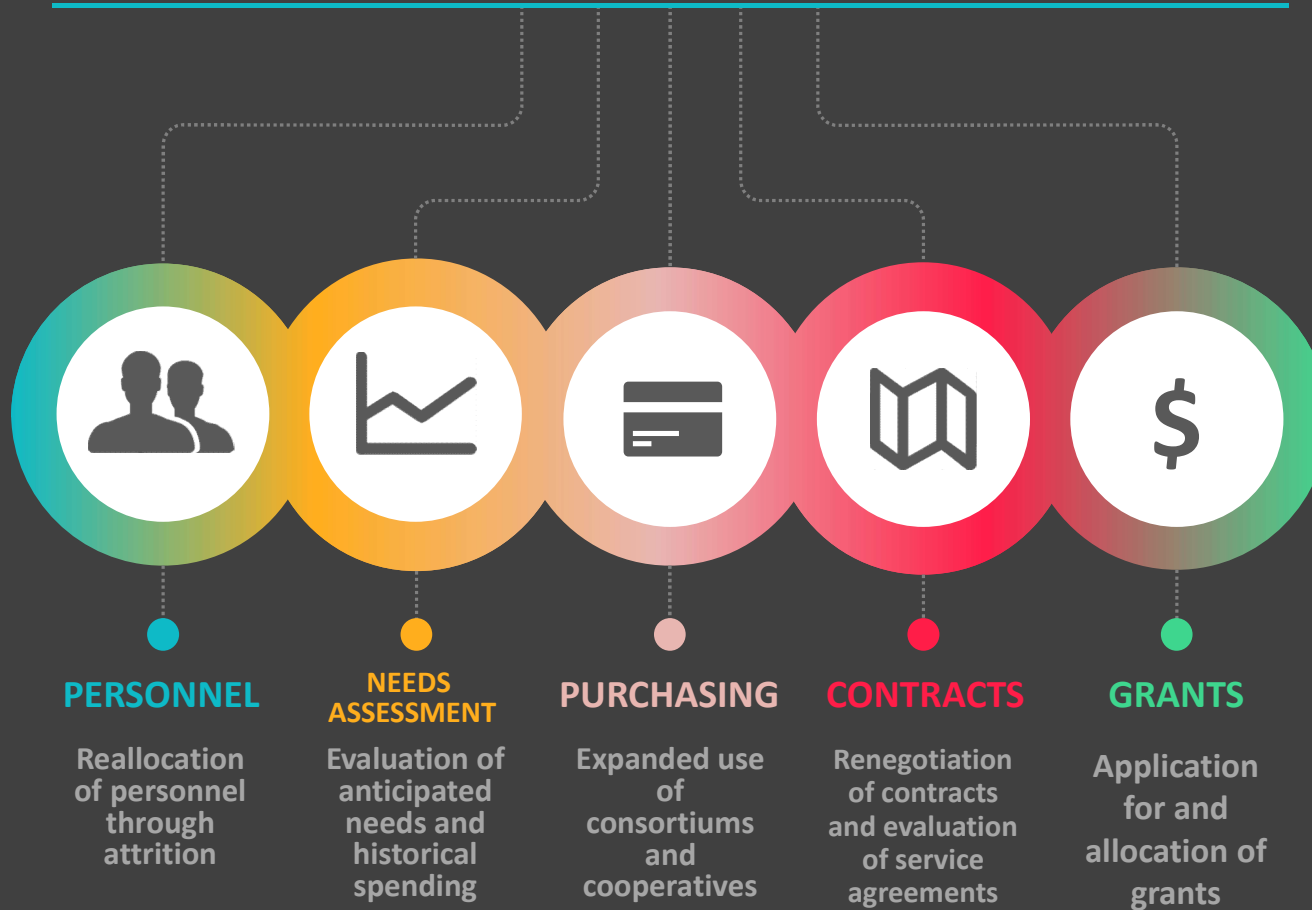 $
PERSONNEL
Reallocation
of personnel
through
attrition
NEEDS
ASSESSMENT
Evaluation of
anticipated
needs and
historical
spending
PURCHASING
Expanded use
of
consortiums
and
cooperatives
CONTRACTS
Renegotiation
of contracts
and evaluation
of service
agreements
GRANTS
Application
for and
allocation of
grants